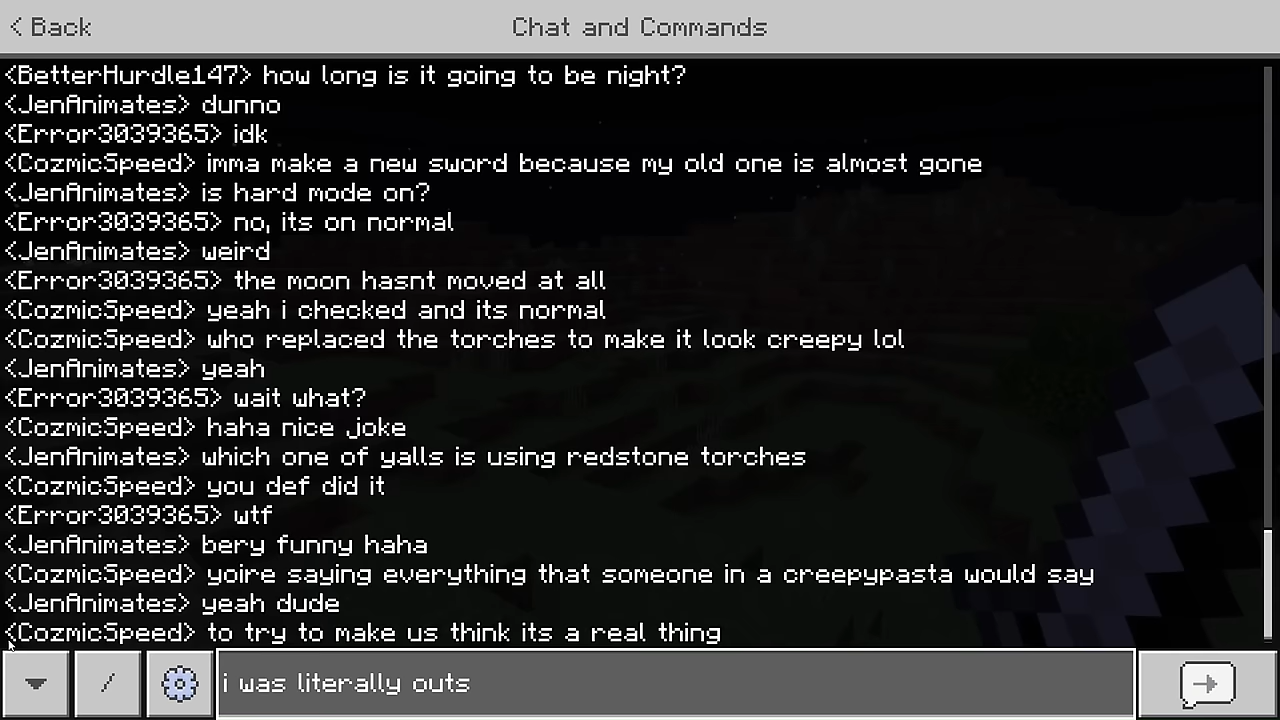 < Back
Chat and Commands
<BetterHurdle147> how long is it going to be night?
<JenAnimates> dunno
<Error3039365> idk
<CozmicSpeed> imma make a new sword because my old one is almost gone
<JenAnimates> is hard mode on?
<Error3039365> no, its on normal
<JenAnimates> weird
<Error3039365> the moon hasnt moved at all
<CozmicSpeed> yeah i checked and its normal
<CozmicSpeed> who replaced the torches to make it look creepy lol
<JenAnimates> yeah
<Error3039365> wait what?
<CozmicSpeed> haha nice joke
<JenAnimates> which one of yalls is using redstone torches
<CozmicSpeed> you def did it
<Error3039365> wtf
<JenAnimates> bery funny haha
<CozmicSpeed> yoire saying everything that someone in a creepypasta would say
<JenAnimates> yeah dude
<CozmicSpeed> to try to make us think its a real thing
/
i was literally outs